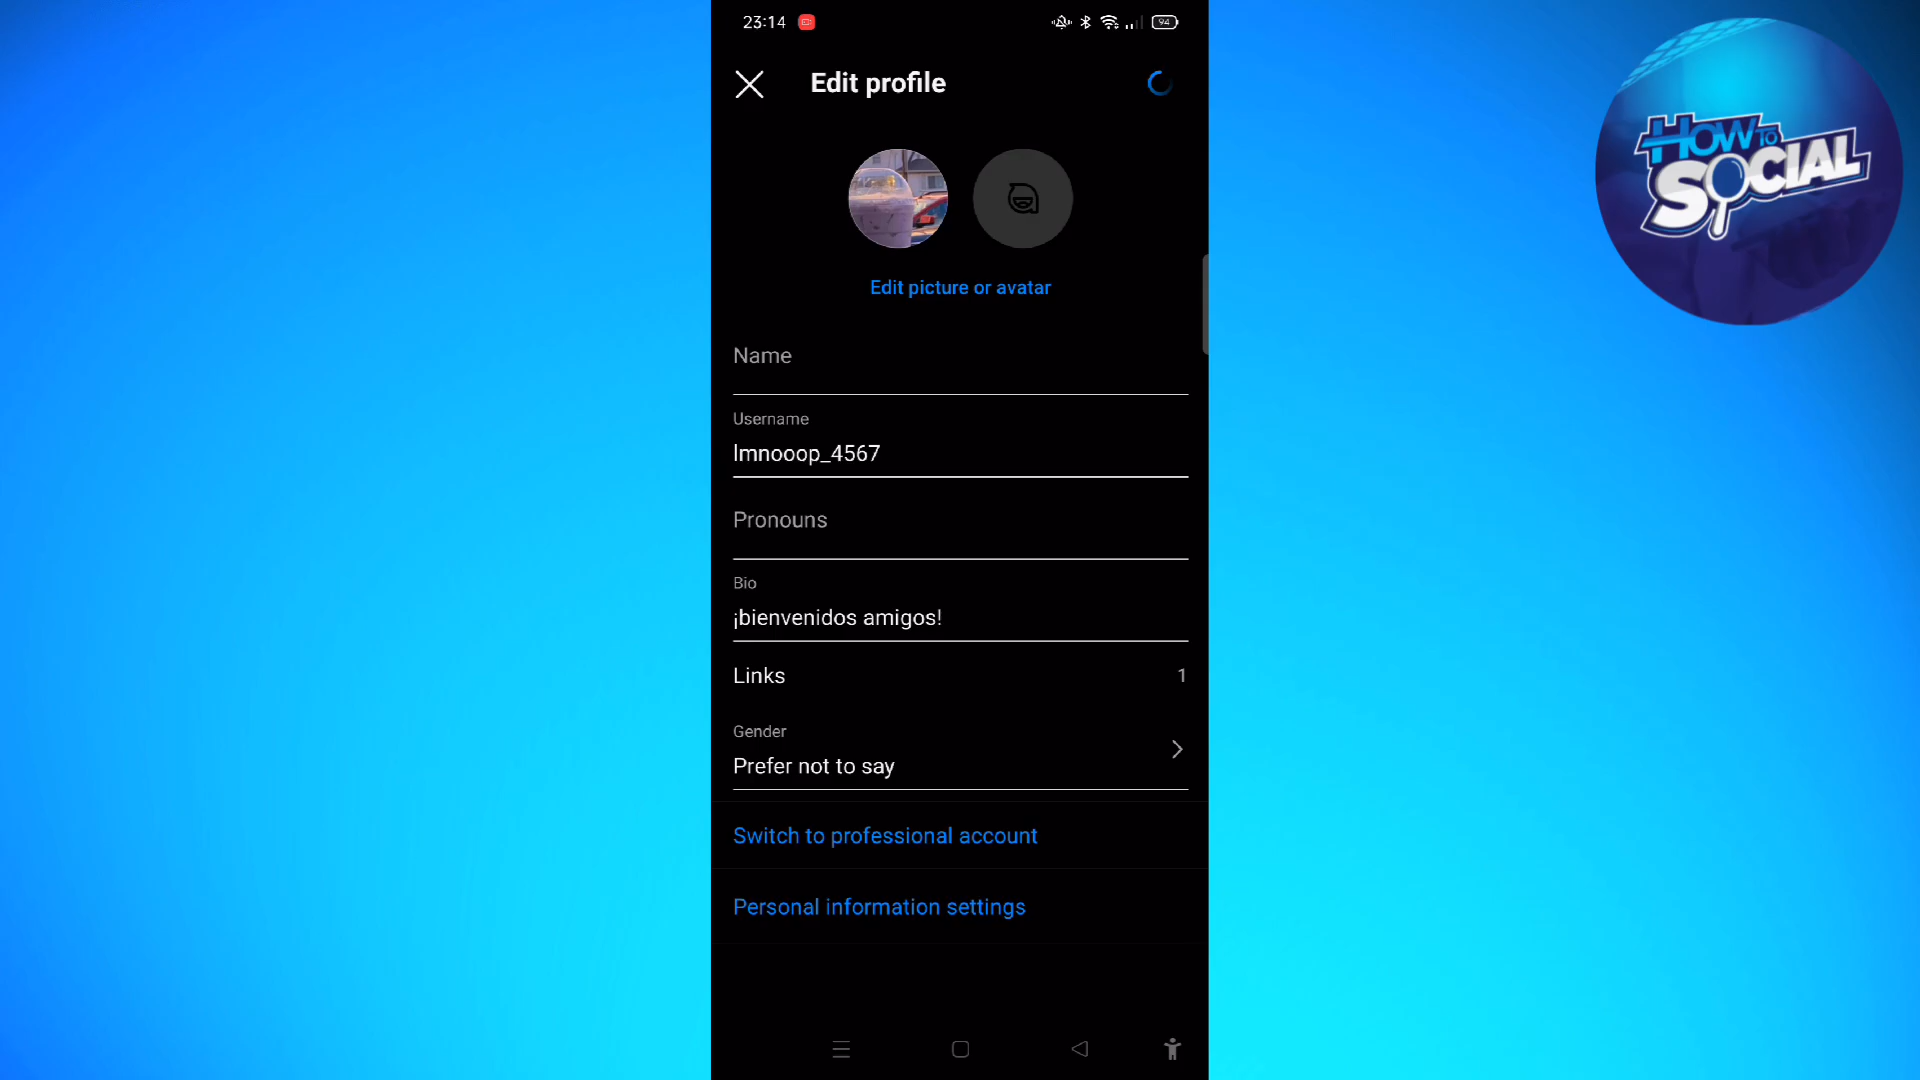 23:14
94
Edit profile
Edit picture or avatar
Name
Username
lmnooop_4567
Pronouns
Bio
¡bienvenidos amigos!
Links 1
Gender
Prefer not to say
Switch to professional account
Personal information settings
HOW TO
SOCIAL